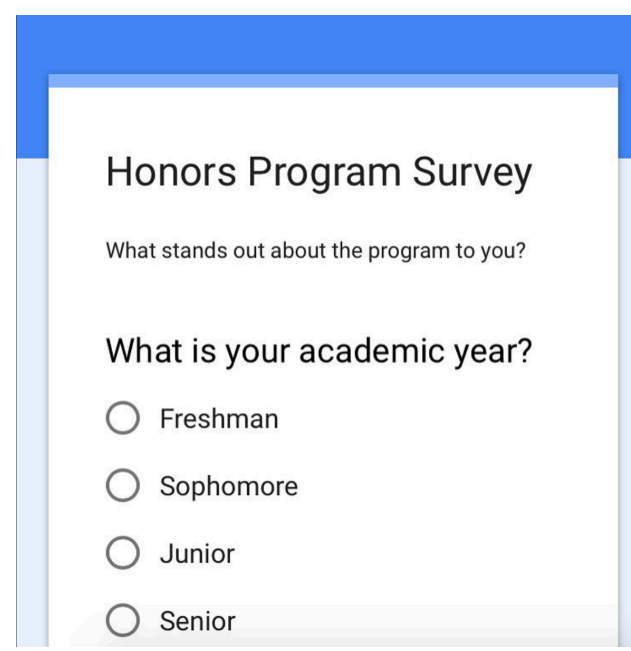 Honors Program Survey
What stands out about the program to you?
What is your academic year?
Freshman
Sophomore
Junior
Senior